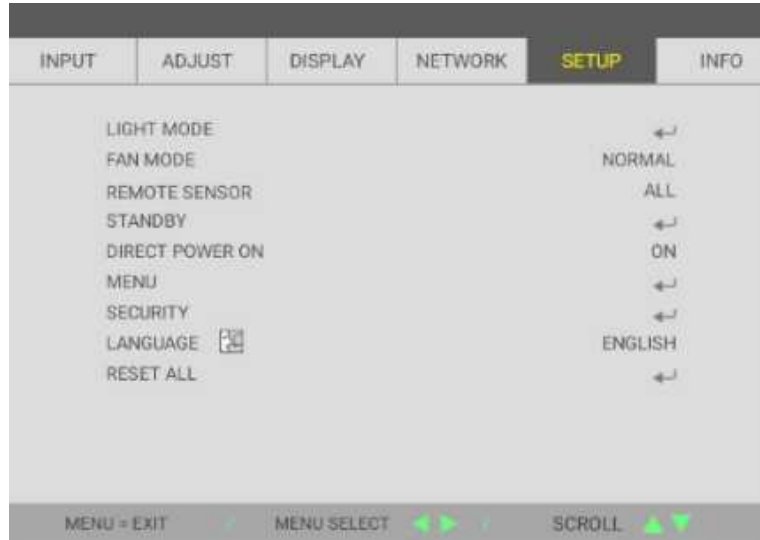 INPUT ADJUST DISPLAY NETWORK SETUP INFO
LIGHT MODE
FAN MODE NORMAL
REMOTE SENSOR ALL
STANDBY
DIRECT POWER ON ON
MENU
SECURITY
LANGUAGE ENGLISH
RESET ALL
MENU = EXIT / MENU SELECT ◀ ▶ / SCROLL ▲ ▼